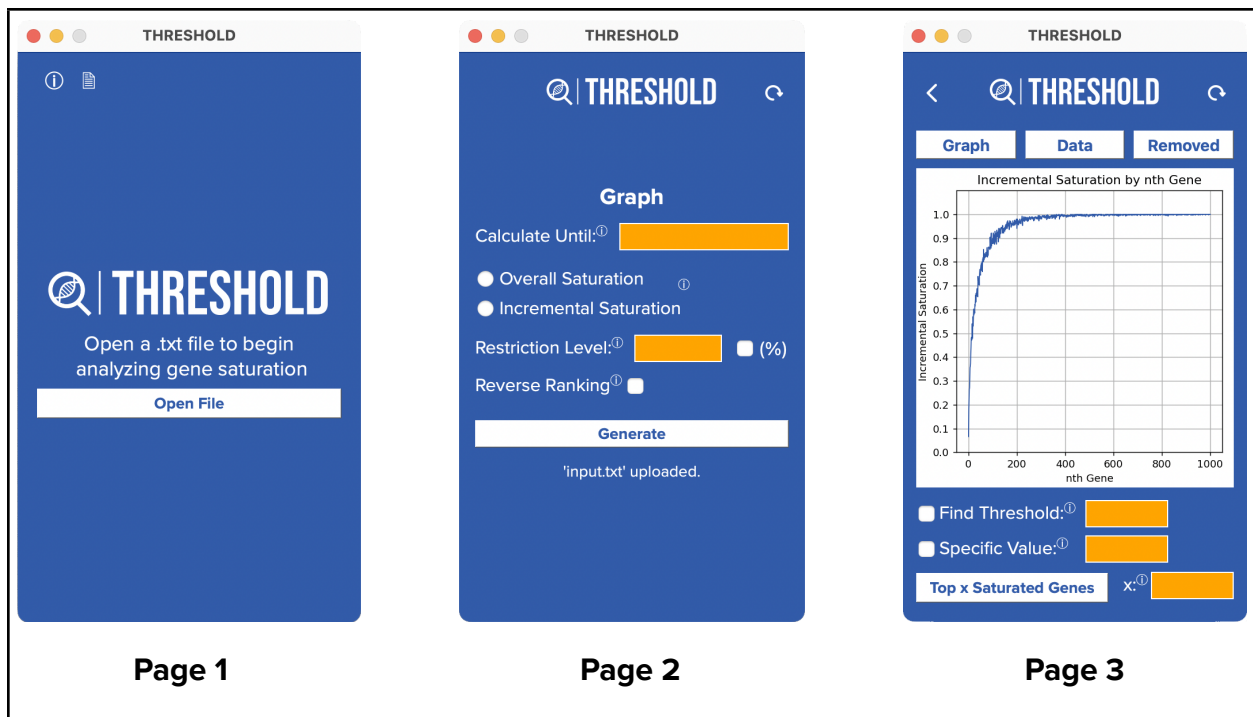 THRESHOLD
THRESHOLD
Open a .txt file to begin
analyzing gene saturation
Open File
Page 1
THRESHOLD
THRESHOLD
Graph
Calculate Until:ⓘ
Overall Saturation ⓘ
Incremental Saturation
Restriction Level:ⓘ (%)
Reverse Rankingⓘ
Generate
'input.txt' uploaded.
Page 2
THRESHOLD
THRESHOLD
Graph Data Removed
Incremental Saturation by nth Gene
Incremental Saturation
1.0
0.9
0.8
0.7
0.6
0.5
0.4
0.3
0.2
0.1
0.0
0 200 400 600 800 1000
nth Gene
Find Threshold:ⓘ
Specific Value:ⓘ
Top x Saturated Genes x:ⓘ
Page 3